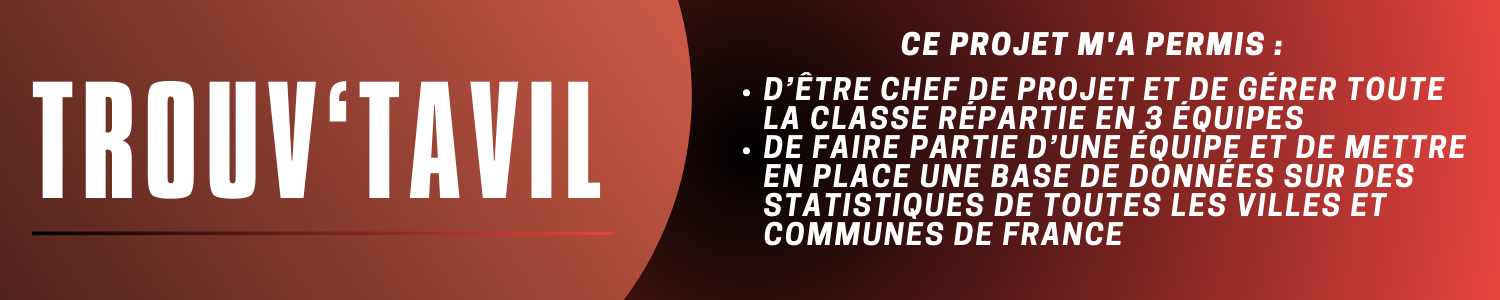 TROUV‘TAVIL
CE PROJET M'A PERMIS :
• D’ÊTRE CHEF DE PROJET ET DE GÉRER TOUTE
LA CLASSE RÉPARTIE EN 3 ÉQUIPES
• DE FAIRE PARTIE D’UNE ÉQUIPE ET DE METTRE
EN PLACE UNE BASE DE DONNÉES SUR DES
STATISTIQUES DE TOUTES LES VILLES ET
COMMUNES DE FRANCE